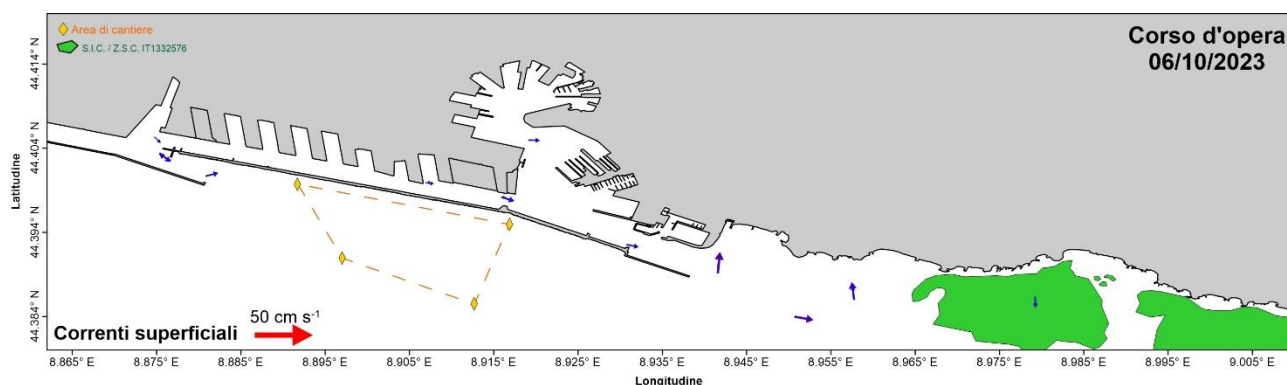 Area di cantiere
S.I.C. / Z.S.C. IT1332576
Corso d'opera
06/10/2023
44.414° N
44.404° N
44.394° N
44.384° N
Latitudine
Correnti superficiali
50 cm s⁻¹
8.865° E 8.875° E 8.885° E 8.895° E 8.905° E 8.915° E 8.925° E 8.935° E 8.945° E 8.955° E 8.965° E 8.975° E 8.985° E 8.995° E 9.005° E
Longitudine